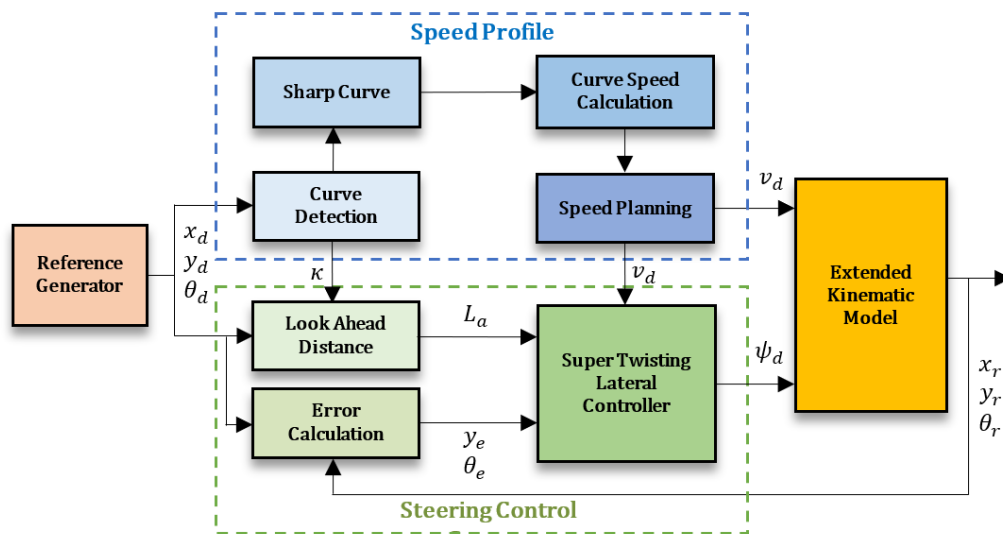 Speed Profile
Sharp Curve
Curve Speed
Calculation
Curve
Detection
Speed Planning
v_d
x_d
y_d
θ_d
Reference
Generator
Extended
Kinematic
Model
κ
v_d
Look Ahead
Distance
L_a
Super Twisting
Lateral
Controller
ψ_d
Error
Calculation
y_e
θ_e
x_r
y_r
θ_r
Steering Control